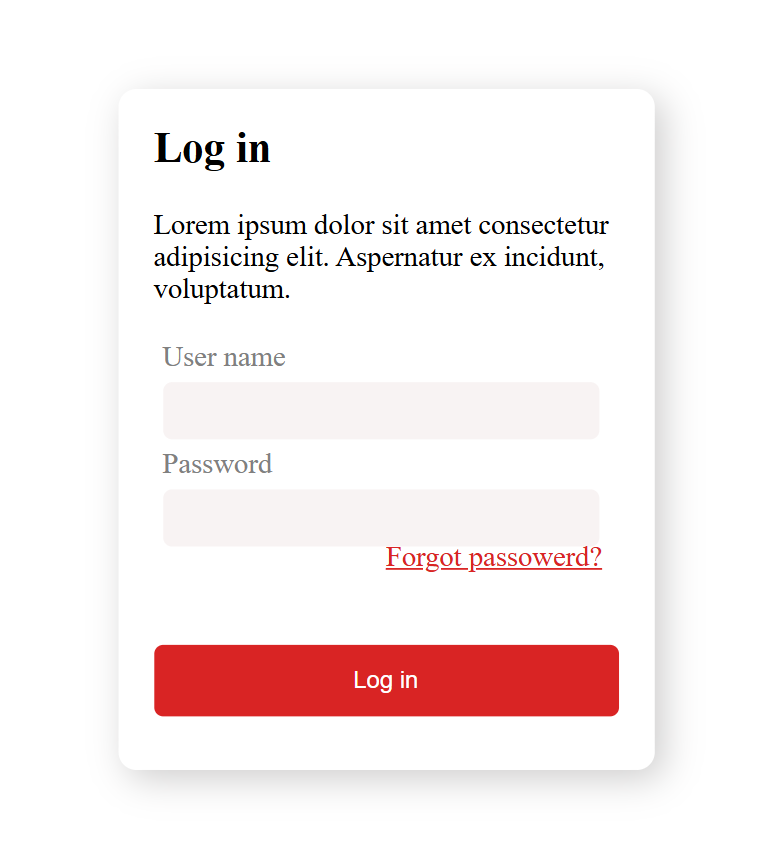 Log in
Lorem ipsum dolor sit amet consectetur
adipisicing elit. Aspernatur ex incidunt,
voluptatum.
User name
Password
Forgot passowerd?
Log in